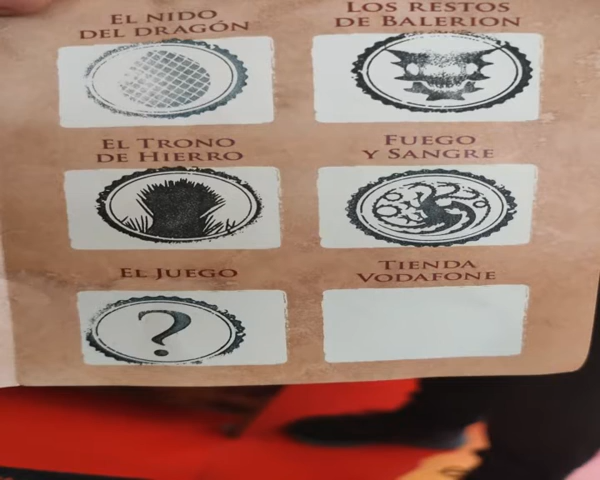 El nido
del dragón
Los restos
de Balerion
El Trono
de Hierro
Fuego
y Sangre
El Juego
?
Tienda
Vodafone